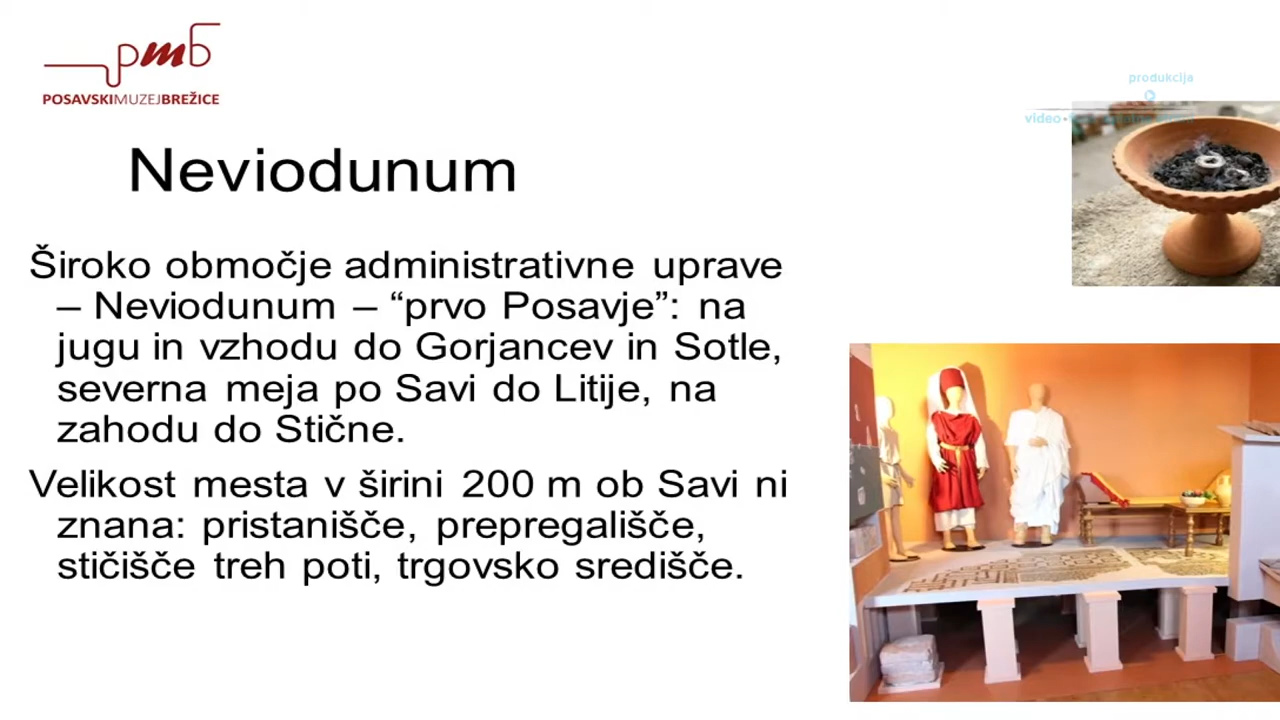 pmb
POSAVSKIMUZEJBREŽICE
produkcija
Neviodunum
Široko območje administrativne uprave
– Neviodunum – “prvo Posavje”: na
jugu in vzhodu do Gorjancev in Sotle,
severna meja po Savi do Litije, na
zahodu do Stične.
Velikost mesta v širini 200 m ob Savi ni
znana: pristanišče, prepregališče,
stičišče treh poti, trgovsko središče.